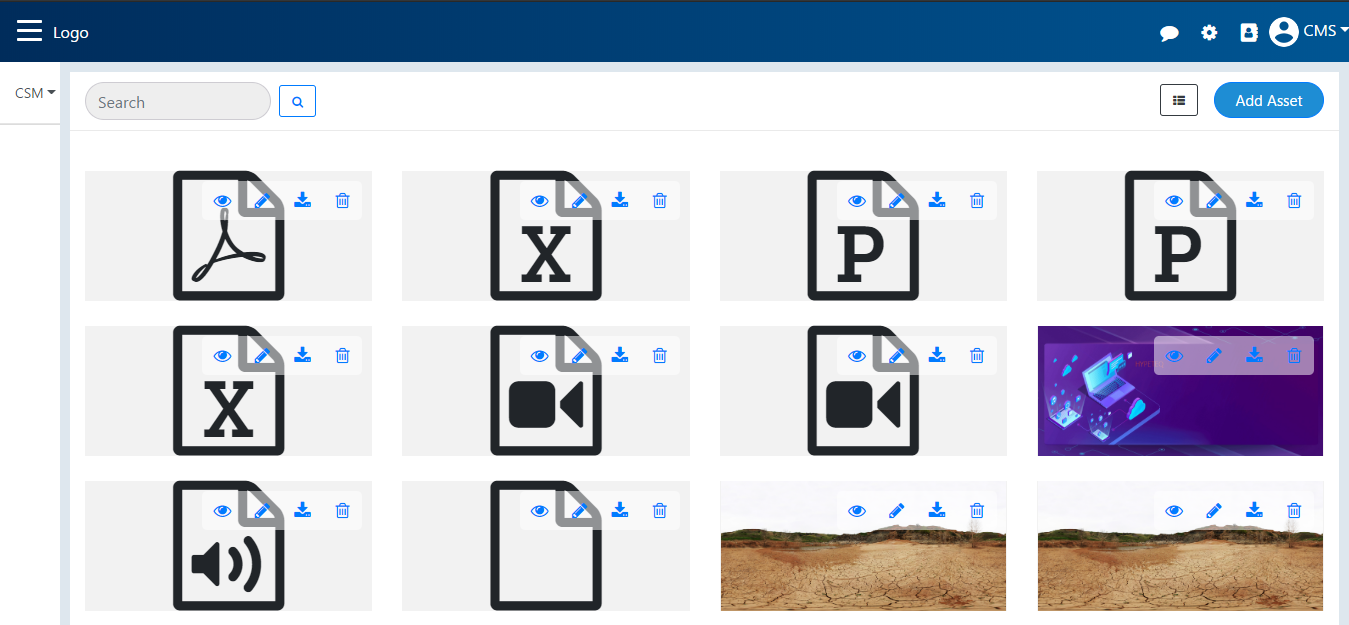 Logo
CMS
CSM
Search
Add Asset
X
P
P
X